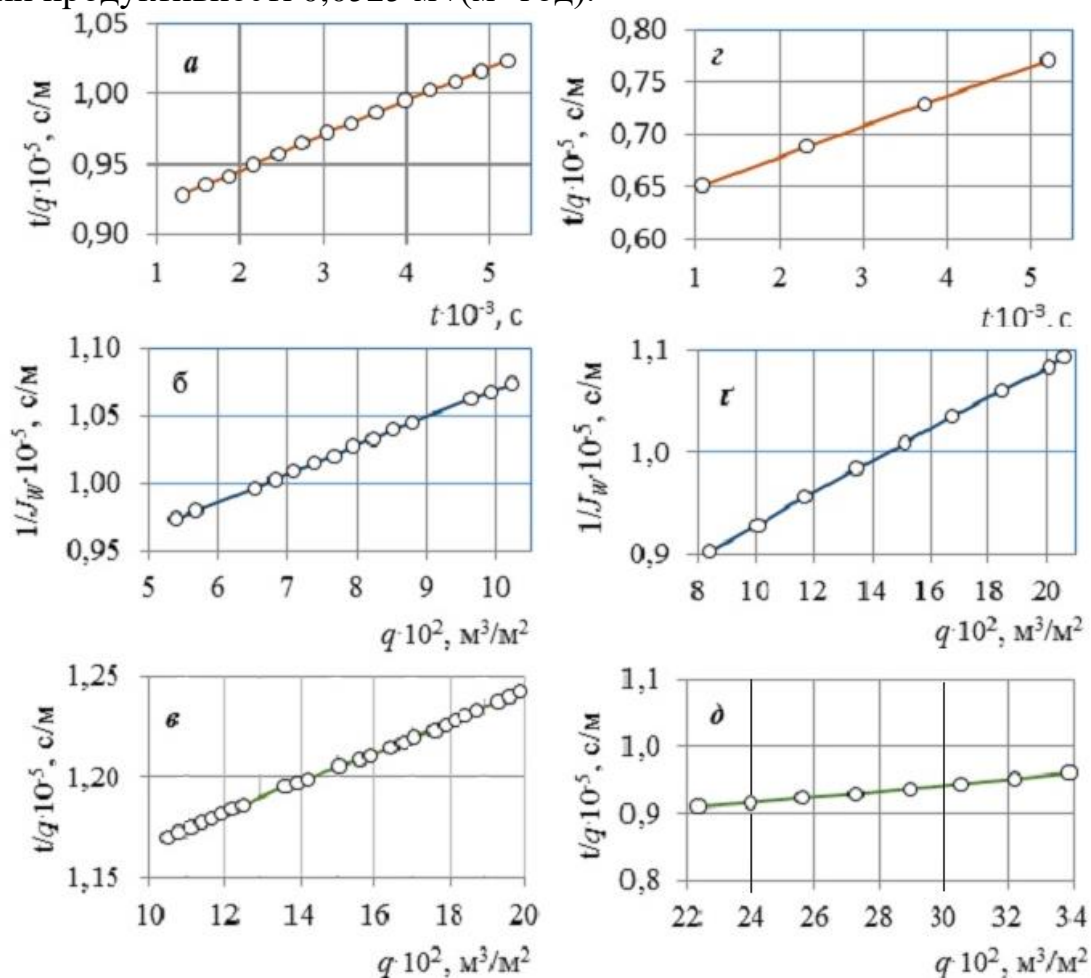 продуктивності 0,0325 м³/(м²·год).
1,05
1,00
0,95
0,90
t/q·10⁻⁵, с/м
а
1 2 3 4 5
t·10⁻³, с
0,80
0,75
0,70
0,65
0,60
t/q·10⁻⁵, с/м
г
1 2 3 4 5
t·10⁻³, с
1,10
1,05
1,00
0,95
1/J_W·10⁻⁵, с/м
б
5 6 7 8 9 10
q·10², м³/м²
1,1
1,0
0,9
1/J_W·10⁻⁵, с/м
ґ
8 10 12 14 16 18 20
q·10², м³/м²
1,25
1,20
1,15
t/q·10⁻⁵, с/м
в
10 12 14 16 18 20
q·10², м³/м²
1,1
1,0
0,9
0,8
t/q·10⁻⁵, с/м
д
22 24 26 28 30 32 34
q·10², м³/м²